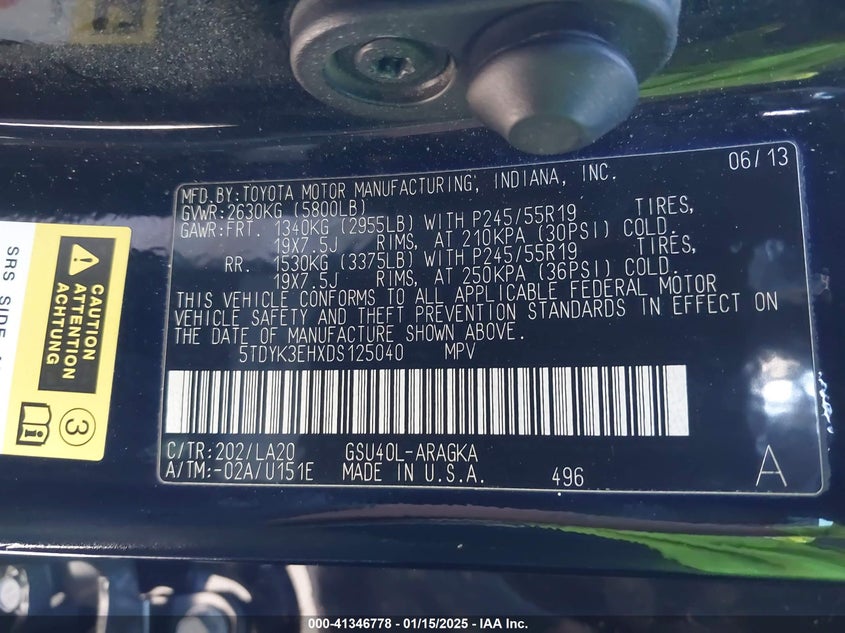 06/13
MFD. BY: TOYOTA MOTOR MANUFACTURING, INDIANA, INC.
GVWR: 2630KG (5800LB)
GAWR: FRT. 1340KG (2955LB) WITH P245/55R19 TIRES,
19X7.5J RIMS, AT 210KPA (30PSI) COLD.
RR. 1530KG (3375LB) WITH P245/55R19 TIRES,
19X7.5J RIMS, AT 250KPA (36PSI) COLD.
THIS VEHICLE CONFORMS TO ALL APPLICABLE FEDERAL MOTOR
VEHICLE SAFETY AND THEFT PREVENTION STANDARDS IN EFFECT ON
THE DATE OF MANUFACTURE SHOWN ABOVE.
5TDYK3EHXDS125040 MPV
C/TR: 202/LA20 GSU40L-ARAGKA
A/TM: -02A/U151E MADE IN U.S.A. 496 A
CAUTION
ATTENTION
ACHTUNG
3
SRS SIDE
000-41346778 - 01/15/2025 - IAA Inc.